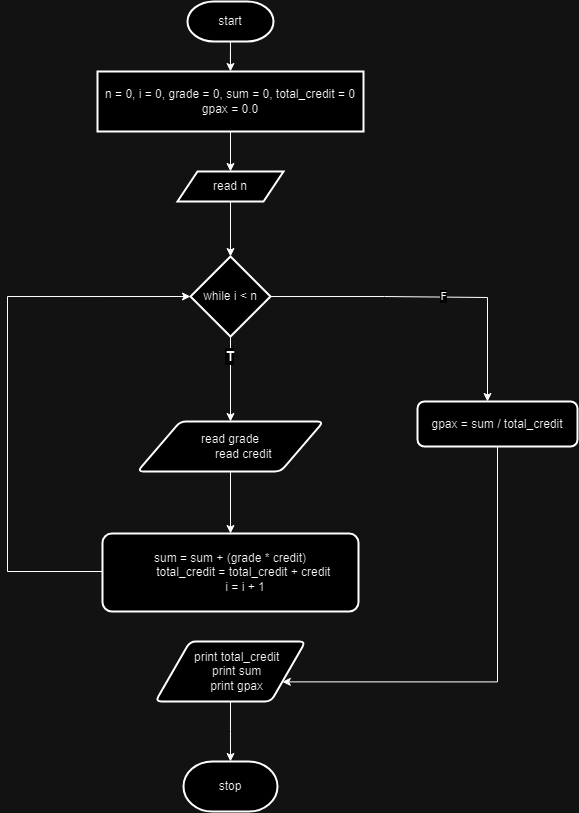 start
n = 0, i = 0, grade = 0, sum = 0, total_credit = 0
gpax = 0.0
read n
while i < n
F
T
read grade
read credit
gpax = sum / total_credit
sum = sum + (grade * credit)
total_credit = total_credit + credit
i = i + 1
print total_credit
print sum
print gpax
stop